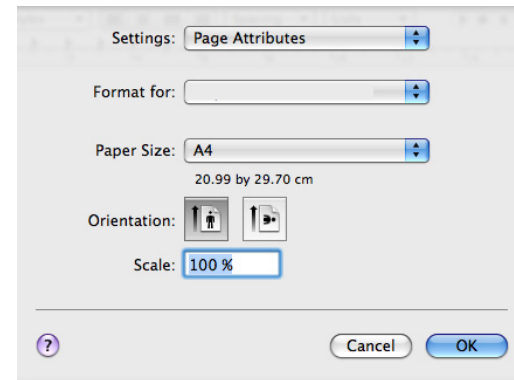 Settings: Page Attributes
Format for:
Paper Size: A4
20.99 by 29.70 cm
Orientation:
Scale: 100 %
? Cancel OK